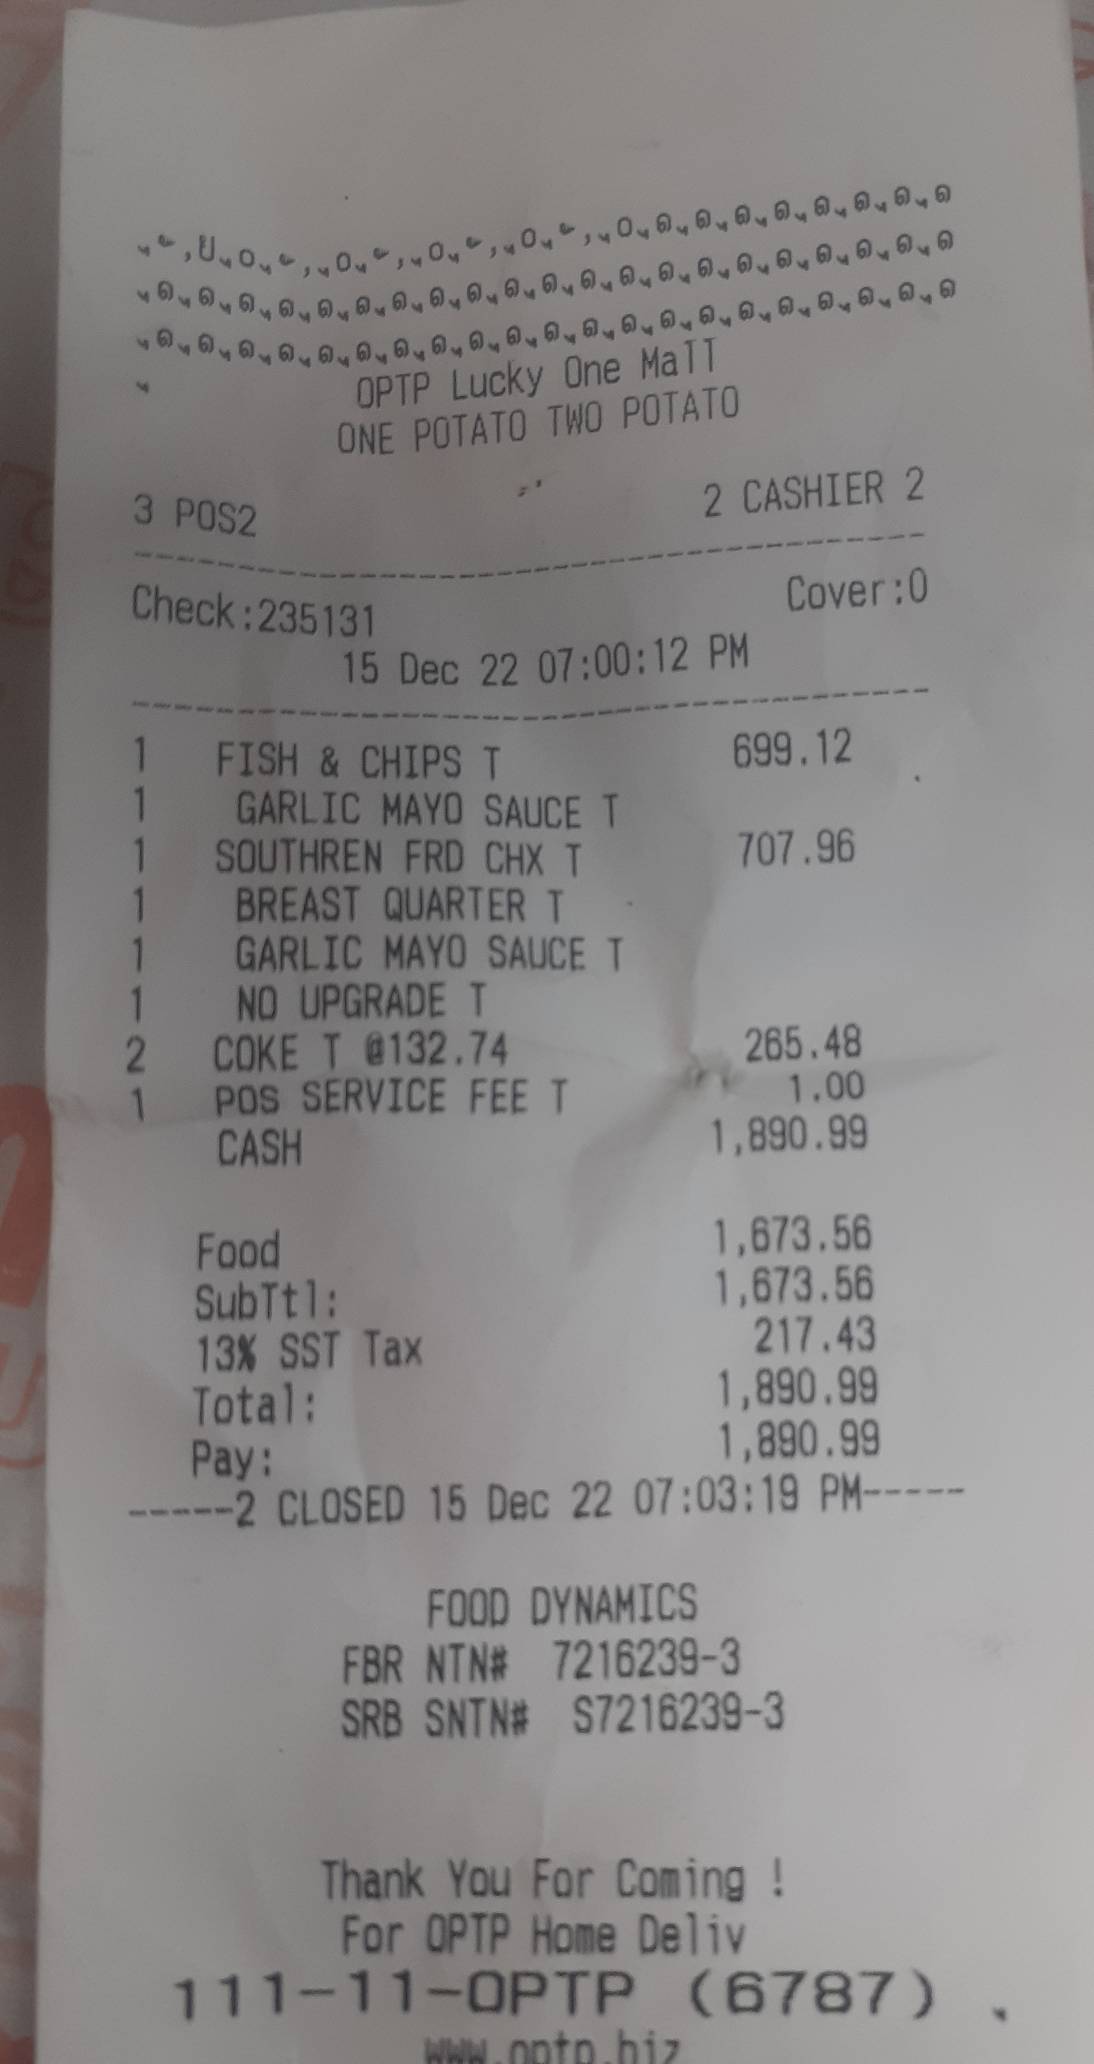 OPTP Lucky One Mall
ONE POTATO TWO POTATO
3 POS2 2 CASHIER 2
Check:235131 Cover:0
15 Dec 22 07:00:12 PM
1 FISH & CHIPS T 699.12
1 GARLIC MAYO SAUCE T
1 SOUTHREN FRD CHX T 707.96
1 BREAST QUARTER T
1 GARLIC MAYO SAUCE T
1 NO UPGRADE T
2 COKE T @132.74 265.48
1 POS SERVICE FEE T 1.00
CASH 1,890.99
Food 1,673.56
SubTtl: 1,673.56
13% SST Tax 217.43
Total: 1,890.99
Pay: 1,890.99
-----2 CLOSED 15 Dec 22 07:03:19 PM-----
FOOD DYNAMICS
FBR NTN# 7216239-3
SRB SNTN# S7216239-3
Thank You For Coming !
For OPTP Home Deliv
111-11-OPTP (6787)
www.optp.biz